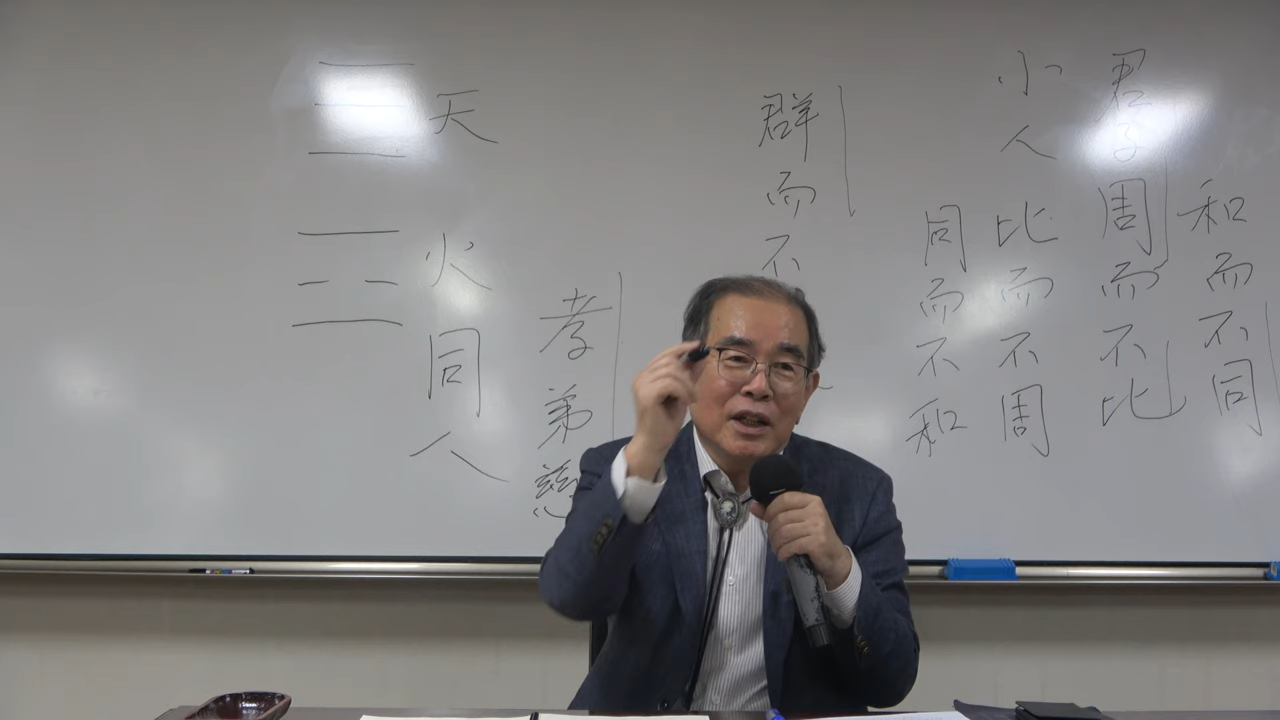 和而不同
君子周而不比
小人比而不周
同而不和
群而不
孝弟慈
天
火同人